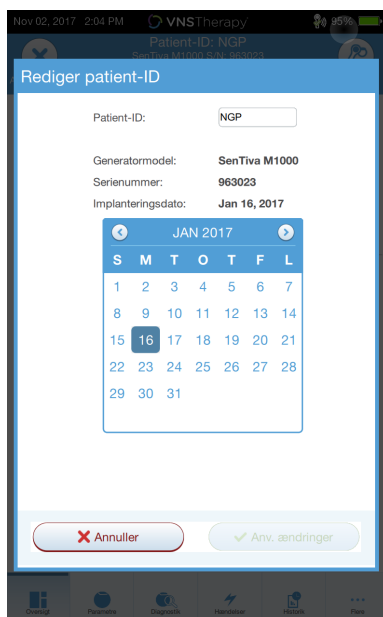 Nov 02, 2017 2:04 PM VNSTherapy 95%
Patient-ID: NGP
SenTiva M1000 S/N: 963023
Rediger patient-ID
Patient-ID: NGP
Generatormodel: SenTiva M1000
Serienummer: 963023
Implanteringsdato: Jan 16, 2017
JAN 2017
S M T O T F L
1 2 3 4 5 6 7
8 9 10 11 12 13 14
15 16 17 18 19 20 21
22 23 24 25 26 27 28
29 30 31
Annuller Anv. ændringer
Oversigt Parametre Diagnostik Hændelser Historik Flere